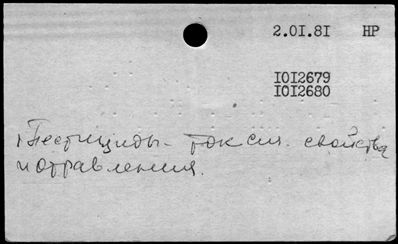 2.01.81 НР
1012679
1012680
Пестициды - токсич. свойства
и отравления.